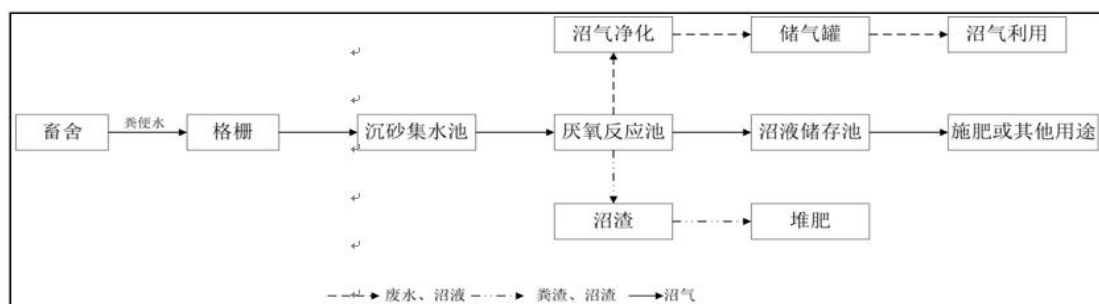 沼气净化 储气罐 沼气利用
粪便水
畜舍 格栅 沉砂集水池 厌氧反应池 沼液储存池 施肥或其他用途
沼渣 堆肥
废水、沼液 粪渣、沼渣 沼气